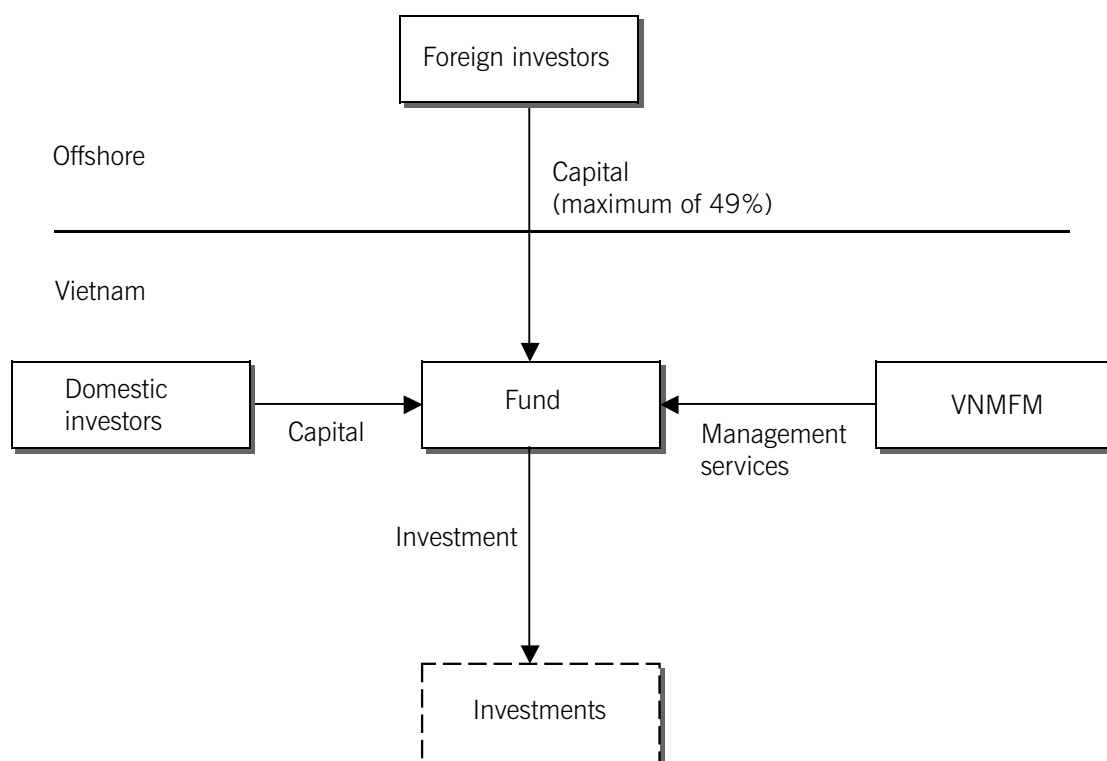 Foreign investors
Offshore
Capital
(maximum of 49%)
Vietnam
Domestic
investors
Capital
Fund
Management
services
VNMFM
Investment
Investments